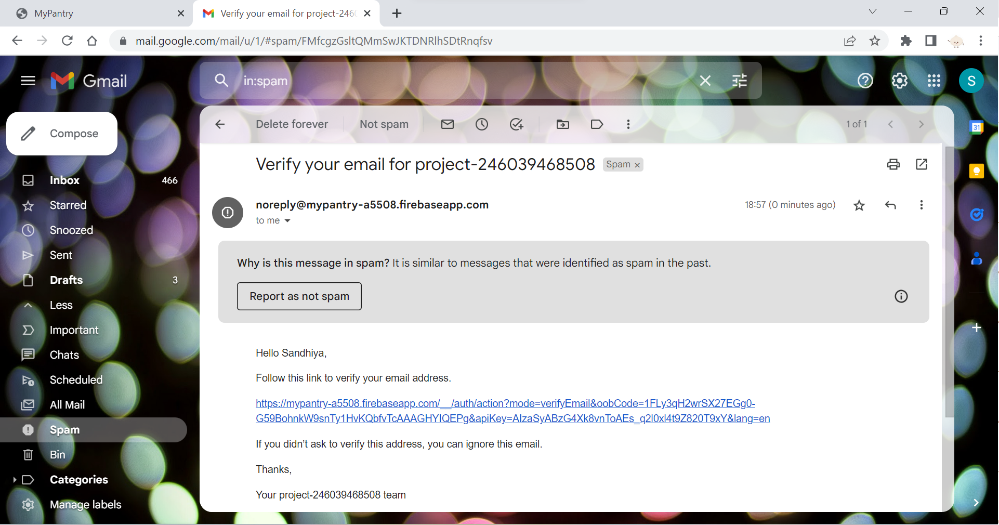 MyPantry
Verify your email for project-246
mail.google.com/mail/u/1/#spam/FMfcgzGsltQMmSwJKTDNRlhSDtRnqfsv
Gmail
in:spam
S
Compose
Delete forever
Not spam
1 of 1
31
Verify your email for project-246039468508
Spam ×
Inbox 466
Starred
Snoozed
Sent
Drafts 3
Less
Important
Chats
Scheduled
All Mail
Spam
Bin
Categories
Manage labels
noreply@mypantry-a5508.firebaseapp.com
18:57 (0 minutes ago)
to me
Why is this message in spam? It is similar to messages that were identified as spam in the past.
Report as not spam
Hello Sandhiya,
Follow this link to verify your email address.
https://mypantry-a5508.firebaseapp.com/__/auth/action?mode=verifyEmail&oobCode=1FLy3qH2wrSX27EGg0-
G59BohnkW9snTy1HvKQbfvTcAAAGHYIQEPg&apiKey=AIzaSyABzG4Xk8vnToAEs_q2l0xl4t9Z820T9xY&lang=en
If you didn’t ask to verify this address, you can ignore this email.
Thanks,
Your project-246039468508 team